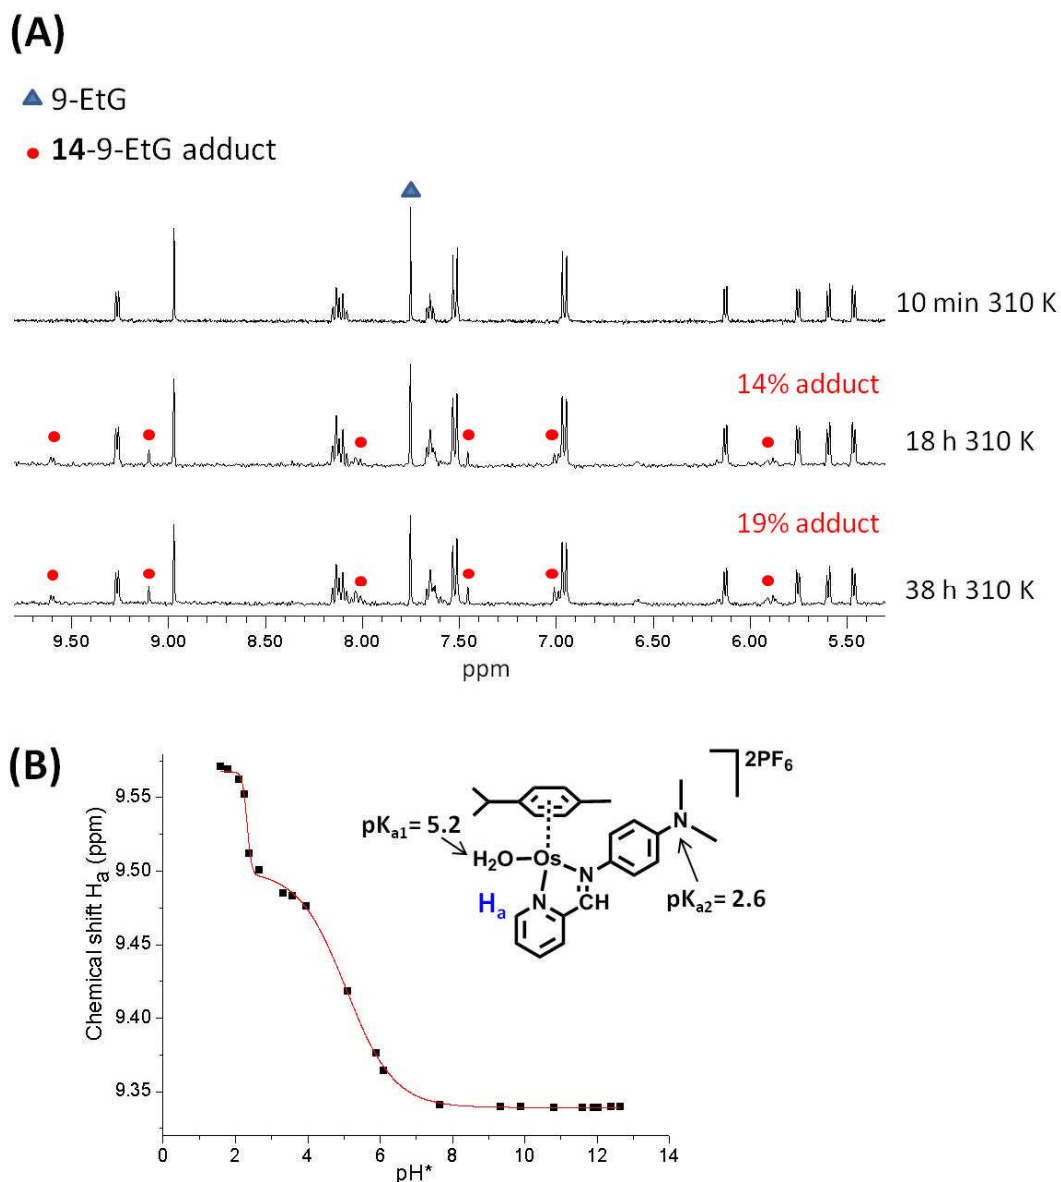 (A)
9-EtG
14-9-EtG adduct
10 min 310 K
14% adduct
18 h 310 K
19% adduct
38 h 310 K
9.50 9.00 8.50 8.00 7.50 7.00 6.50 6.00 5.50
ppm
(B)
Chemical shift Hₐ (ppm)
9.55
9.50
9.45
9.40
9.35
0 2 4 6 8 10 12 14
pH*
2PF₆
pKₐ₁= 5.2
H₂O
Os
N
N
N
CH
Hₐ
pKₐ₂= 2.6